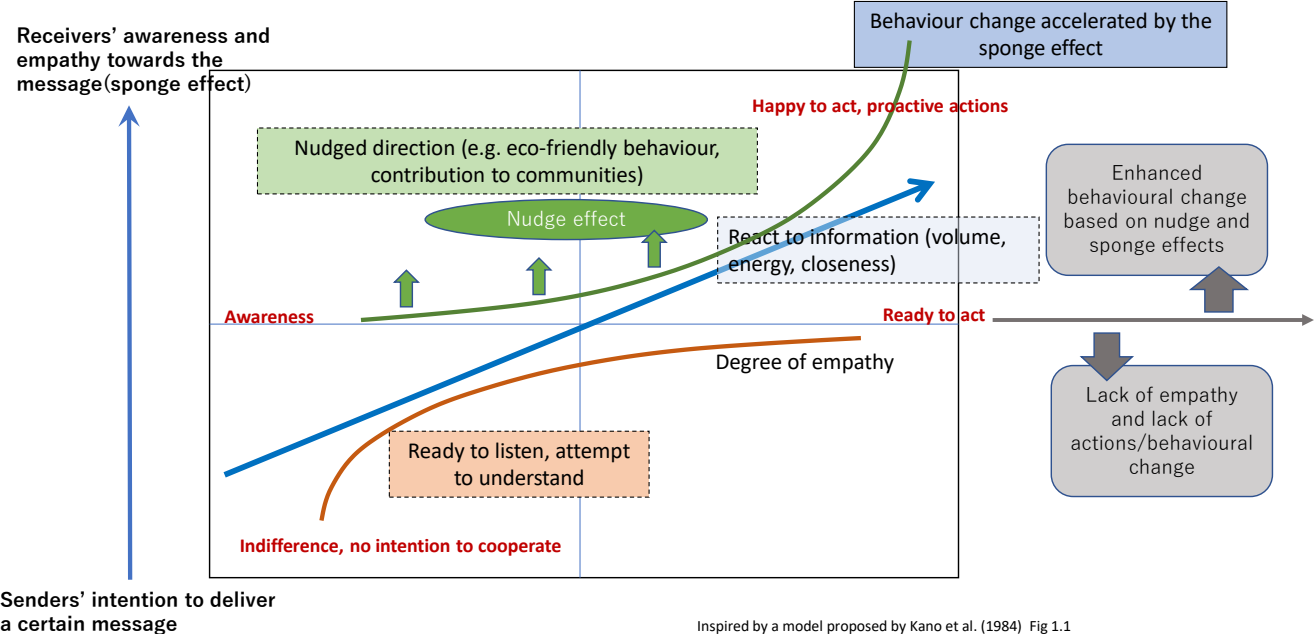 Behaviour change accelerated by the
sponge effect
Receivers’ awareness and
empathy towards the
message(sponge effect)
Happy to act, proactive actions
Nudged direction (e.g. eco-friendly behaviour,
contribution to communities)
Nudge effect
React to information (volume,
energy, closeness)
Enhanced
behavioural change
based on nudge and
sponge effects
Awareness
Ready to act
Degree of empathy
Lack of empathy
and lack of
actions/behavioural
change
Ready to listen, attempt
to understand
Indifference, no intention to cooperate
Senders’ intention to deliver
a certain message
Inspired by a model proposed by Kano et al. (1984) Fig 1.1